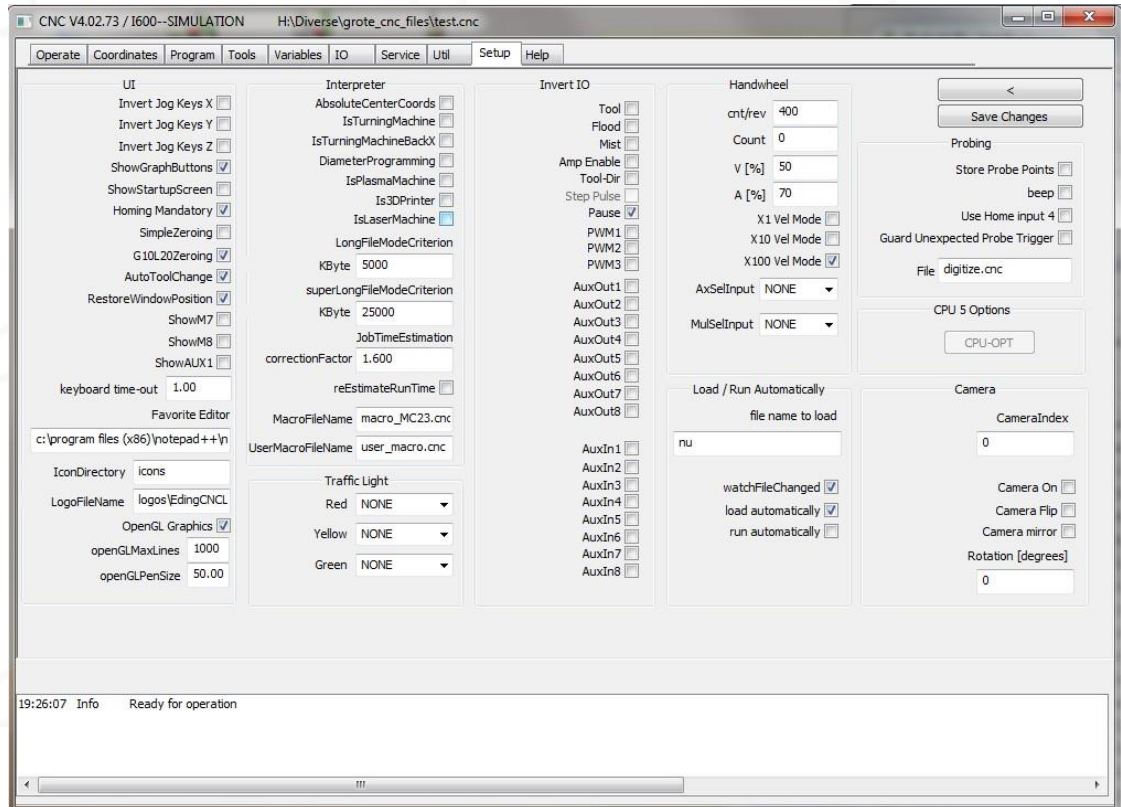 CNC V4.02.73 / I600--SIMULATION H:\Diverse\grote_cnc_files\test.cnc
Operate Coordinates Program Tools Variables IO Service Util Setup Help
UI
Invert Jog Keys X
Invert Jog Keys Y
Invert Jog Keys Z
ShowGraphButtons
ShowStartupScreen
Homing Mandatory
SimpleZeroing
G10L20Zeroing
AutoToolChange
RestoreWindowPosition
ShowM7
ShowM8
ShowAUX1
keyboard time-out 1.00
Favorite Editor
c:\program files (x86)\notepad++\n
IconDirectory icons
LogoFileName logos\EdingCNCL
OpenGL Graphics
openGLMaxLines 1000
openGLPenSize 50.00
Interpreter
AbsoluteCenterCoords
IsTurningMachine
IsTurningMachineBackX
DiameterProgramming
IsPlasmaMachine
Is3DPrinter
IsLaserMachine
LongFileModeCriterion
KByte 5000
superLongFileModeCriterion
KByte 25000
JobTimeEstimation
correctionFactor 1.600
reEstimateRunTime
MacroFileName macro_MC23.cnc
UserMacroFileName user_macro.cnc
Traffic Light
Red NONE
Yellow NONE
Green NONE
Invert IO
Tool
Flood
Mist
Amp Enable
Tool-Dir
Step Pulse
Pause
PWM1
PWM2
PWM3
AuxOut1
AuxOut2
AuxOut3
AuxOut4
AuxOut5
AuxOut6
AuxOut7
AuxOut8
AuxIn1
AuxIn2
AuxIn3
AuxIn4
AuxIn5
AuxIn6
AuxIn7
AuxIn8
Handwheel
cnt/rev 400
Count 0
V [%] 50
A [%] 70
X1 Vel Mode
X10 Vel Mode
X100 Vel Mode
AxSelInput NONE
MulSelInput NONE
Load / Run Automatically
file name to load
nu
watchFileChanged
load automatically
run automatically
<
Save Changes
Probing
Store Probe Points
beep
Use Home input 4
Guard Unexpected Probe Trigger
File digitize.cnc
CPU 5 Options
CPU-OPT
Camera
CameraIndex
0
Camera On
Camera Flip
Camera mirror
Rotation [degrees]
0
19:26:07 Info Ready for operation